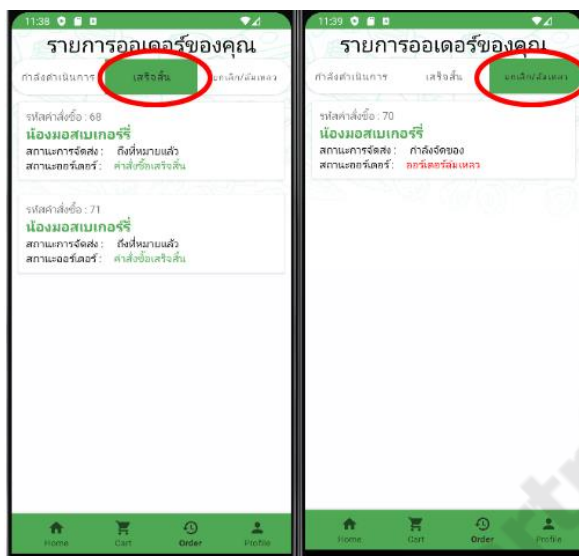 11:38
รายการออเดอร์ของคุณ
กำลังดำเนินการ เสร็จสิ้น ยกเลิก/ล้มเหลว
รหัสคำสั่งซื้อ : 68
น้องมอสเบเกอร์รี่
สถานะการจัดส่ง : ถึงที่หมายแล้ว
สถานะออร์เดอร์ : คำสั่งซื้อเสร็จสิ้น
รหัสคำสั่งซื้อ : 71
น้องมอสเบเกอร์รี่
สถานะการจัดส่ง : ถึงที่หมายแล้ว
สถานะออร์เดอร์ : คำสั่งซื้อเสร็จสิ้น
Home Cart Order Profile
11:39
รายการออเดอร์ของคุณ
กำลังดำเนินการ เสร็จสิ้น ยกเลิก/ล้มเหลว
รหัสคำสั่งซื้อ : 70
น้องมอสเบเกอร์รี่
สถานะการจัดส่ง : กำลังจัดของ
สถานะออร์เดอร์ : ออร์เดอร์ล้มเหลว
Home Cart Order Profile